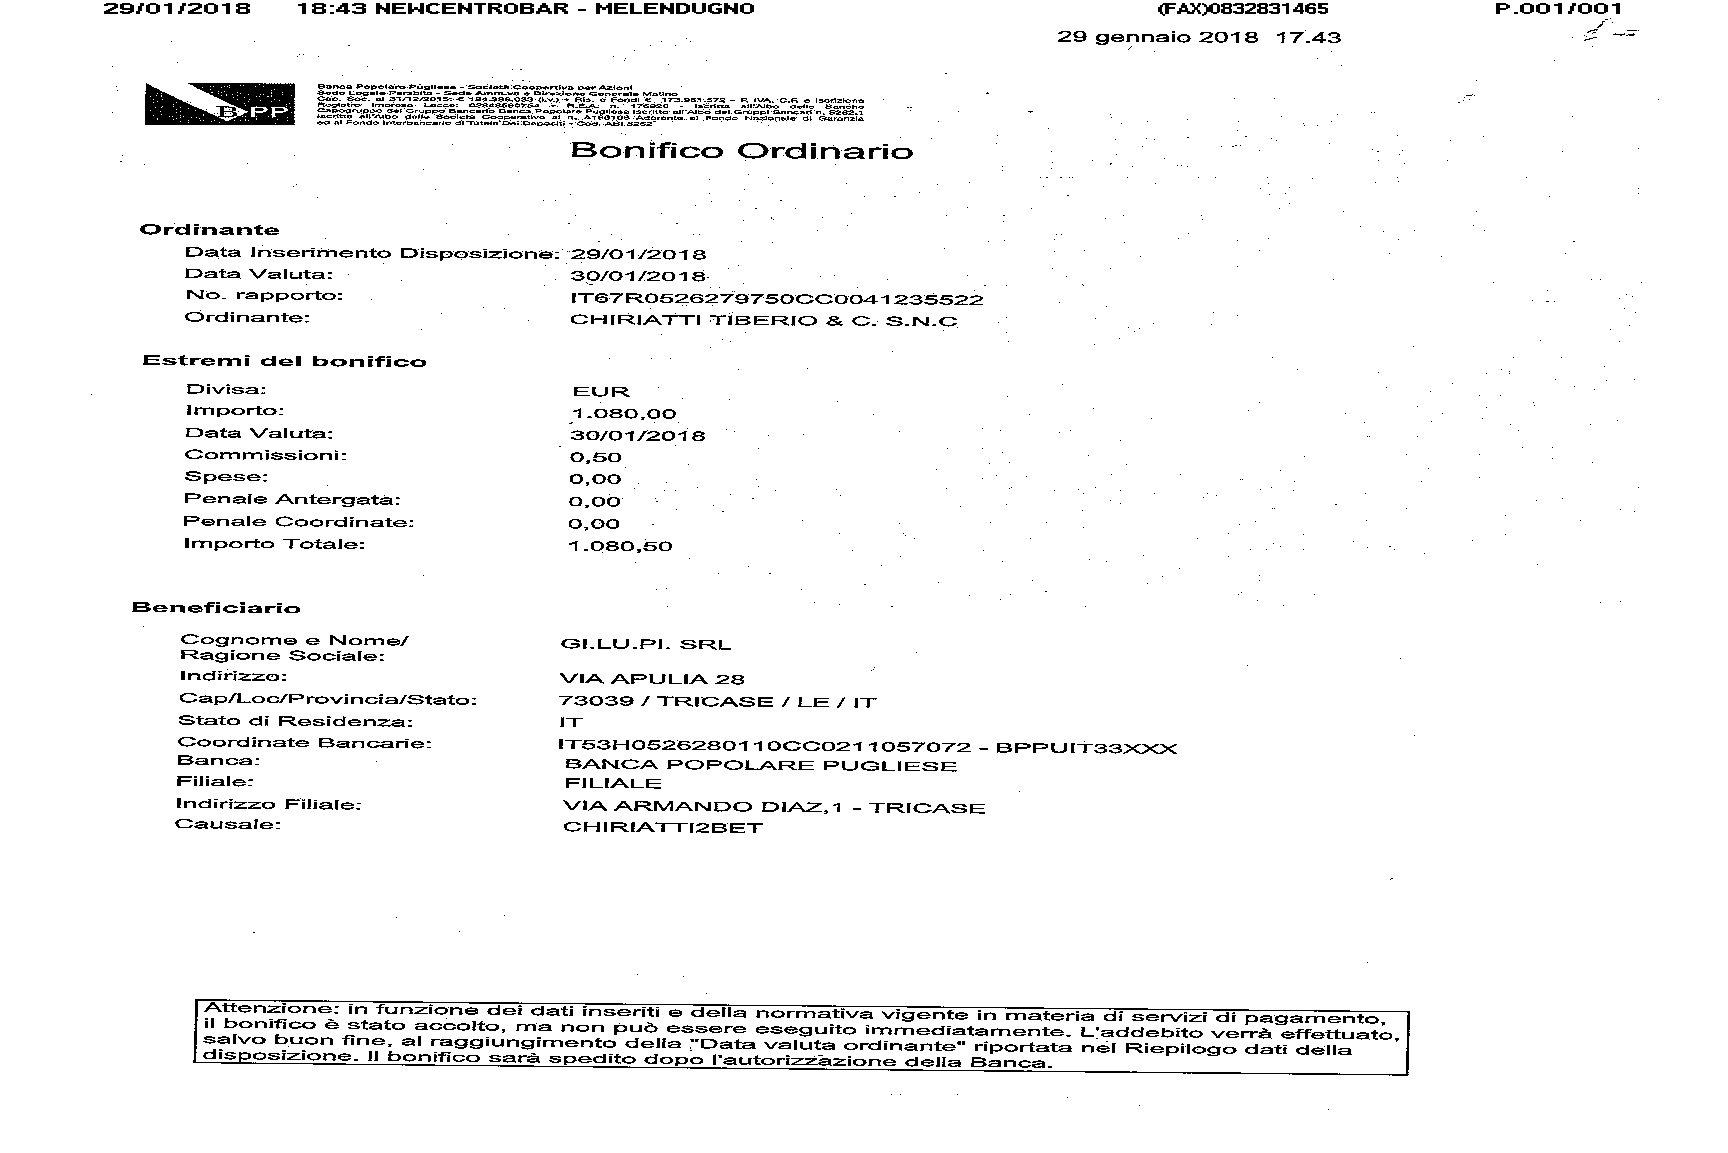 29/01/2018 18:43 NEWCENTROBAR - MELENDUGNO (FAX)0832831465 P.001/001
29 gennaio 2018 17.43
BPP
Banca Popolare Pugliese - Società Cooperativa per Azioni
Sede Legale Parabita - Sede Amm.va e Direzione Generale Matino
Bonifico Ordinario
Ordinante
Data Inserimento Disposizione: 29/01/2018
Data Valuta: 30/01/2018
No. rapporto: IT67R0526279750CC0041235522
Ordinante: CHIRIATTI TIBERIO & C. S.N.C
Estremi del bonifico
Divisa: EUR
Importo: 1.080,00
Data Valuta: 30/01/2018
Commissioni: 0,50
Spese: 0,00
Penale Antergata: 0,00
Penale Coordinate: 0,00
Importo Totale: 1.080,50
Beneficiario
Cognome e Nome/
Ragione Sociale: GI.LU.PI. SRL
Indirizzo: VIA APULIA 28
Cap/Loc/Provincia/Stato: 73039 / TRICASE / LE / IT
Stato di Residenza: IT
Coordinate Bancarie: IT53H0526280110CC0211057072 - BPPUIT33XXX
Banca: BANCA POPOLARE PUGLIESE
Filiale: FILIALE
Indirizzo Filiale: VIA ARMANDO DIAZ,1 - TRICASE
Causale: CHIRIATTI2BET
Attenzione: in funzione dei dati inseriti e della normativa vigente in materia di servizi di pagamento,
il bonifico è stato accolto, ma non può essere eseguito immediatamente. L'addebito verrà effettuato,
salvo buon fine, al raggiungimento della "Data valuta ordinante" riportata nel Riepilogo dati della
disposizione. Il bonifico sarà spedito dopo l'autorizzazione della Banca.